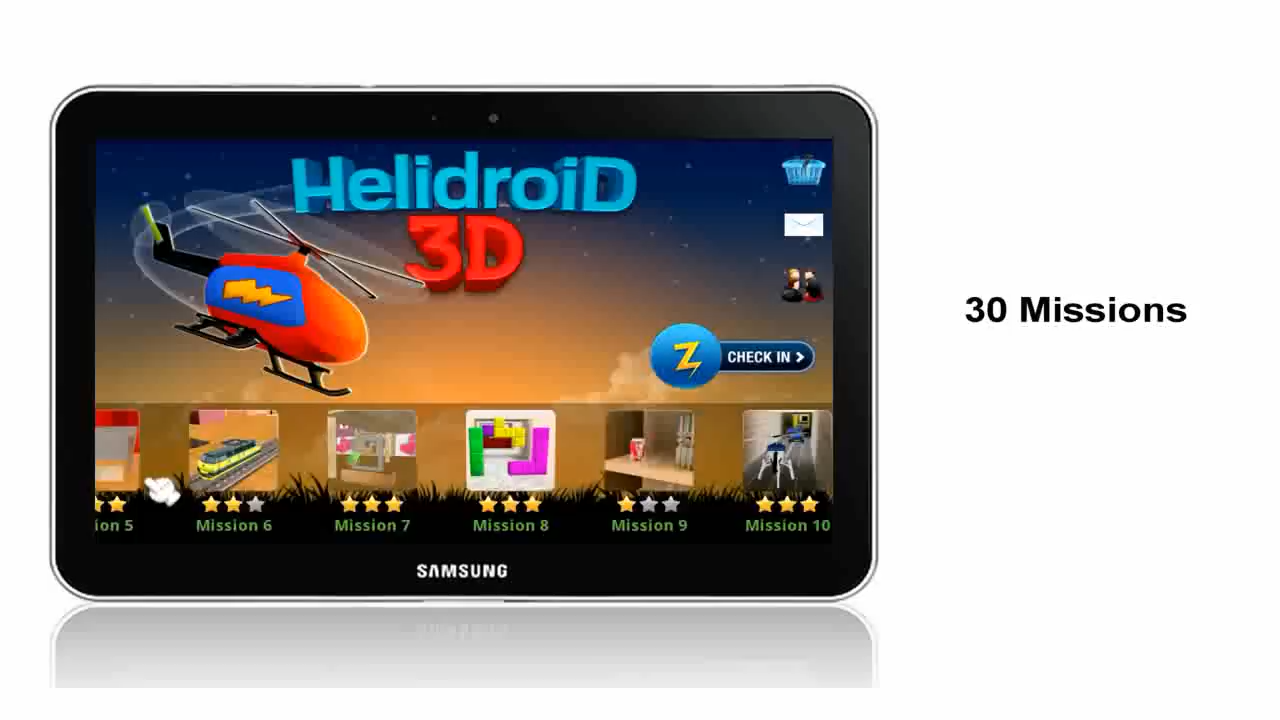 HelidroiD
3D
CHECK IN >
30 Missions
ion 5
Mission 6
Mission 7
Mission 8
Mission 9
Mission 10
SAMSUNG